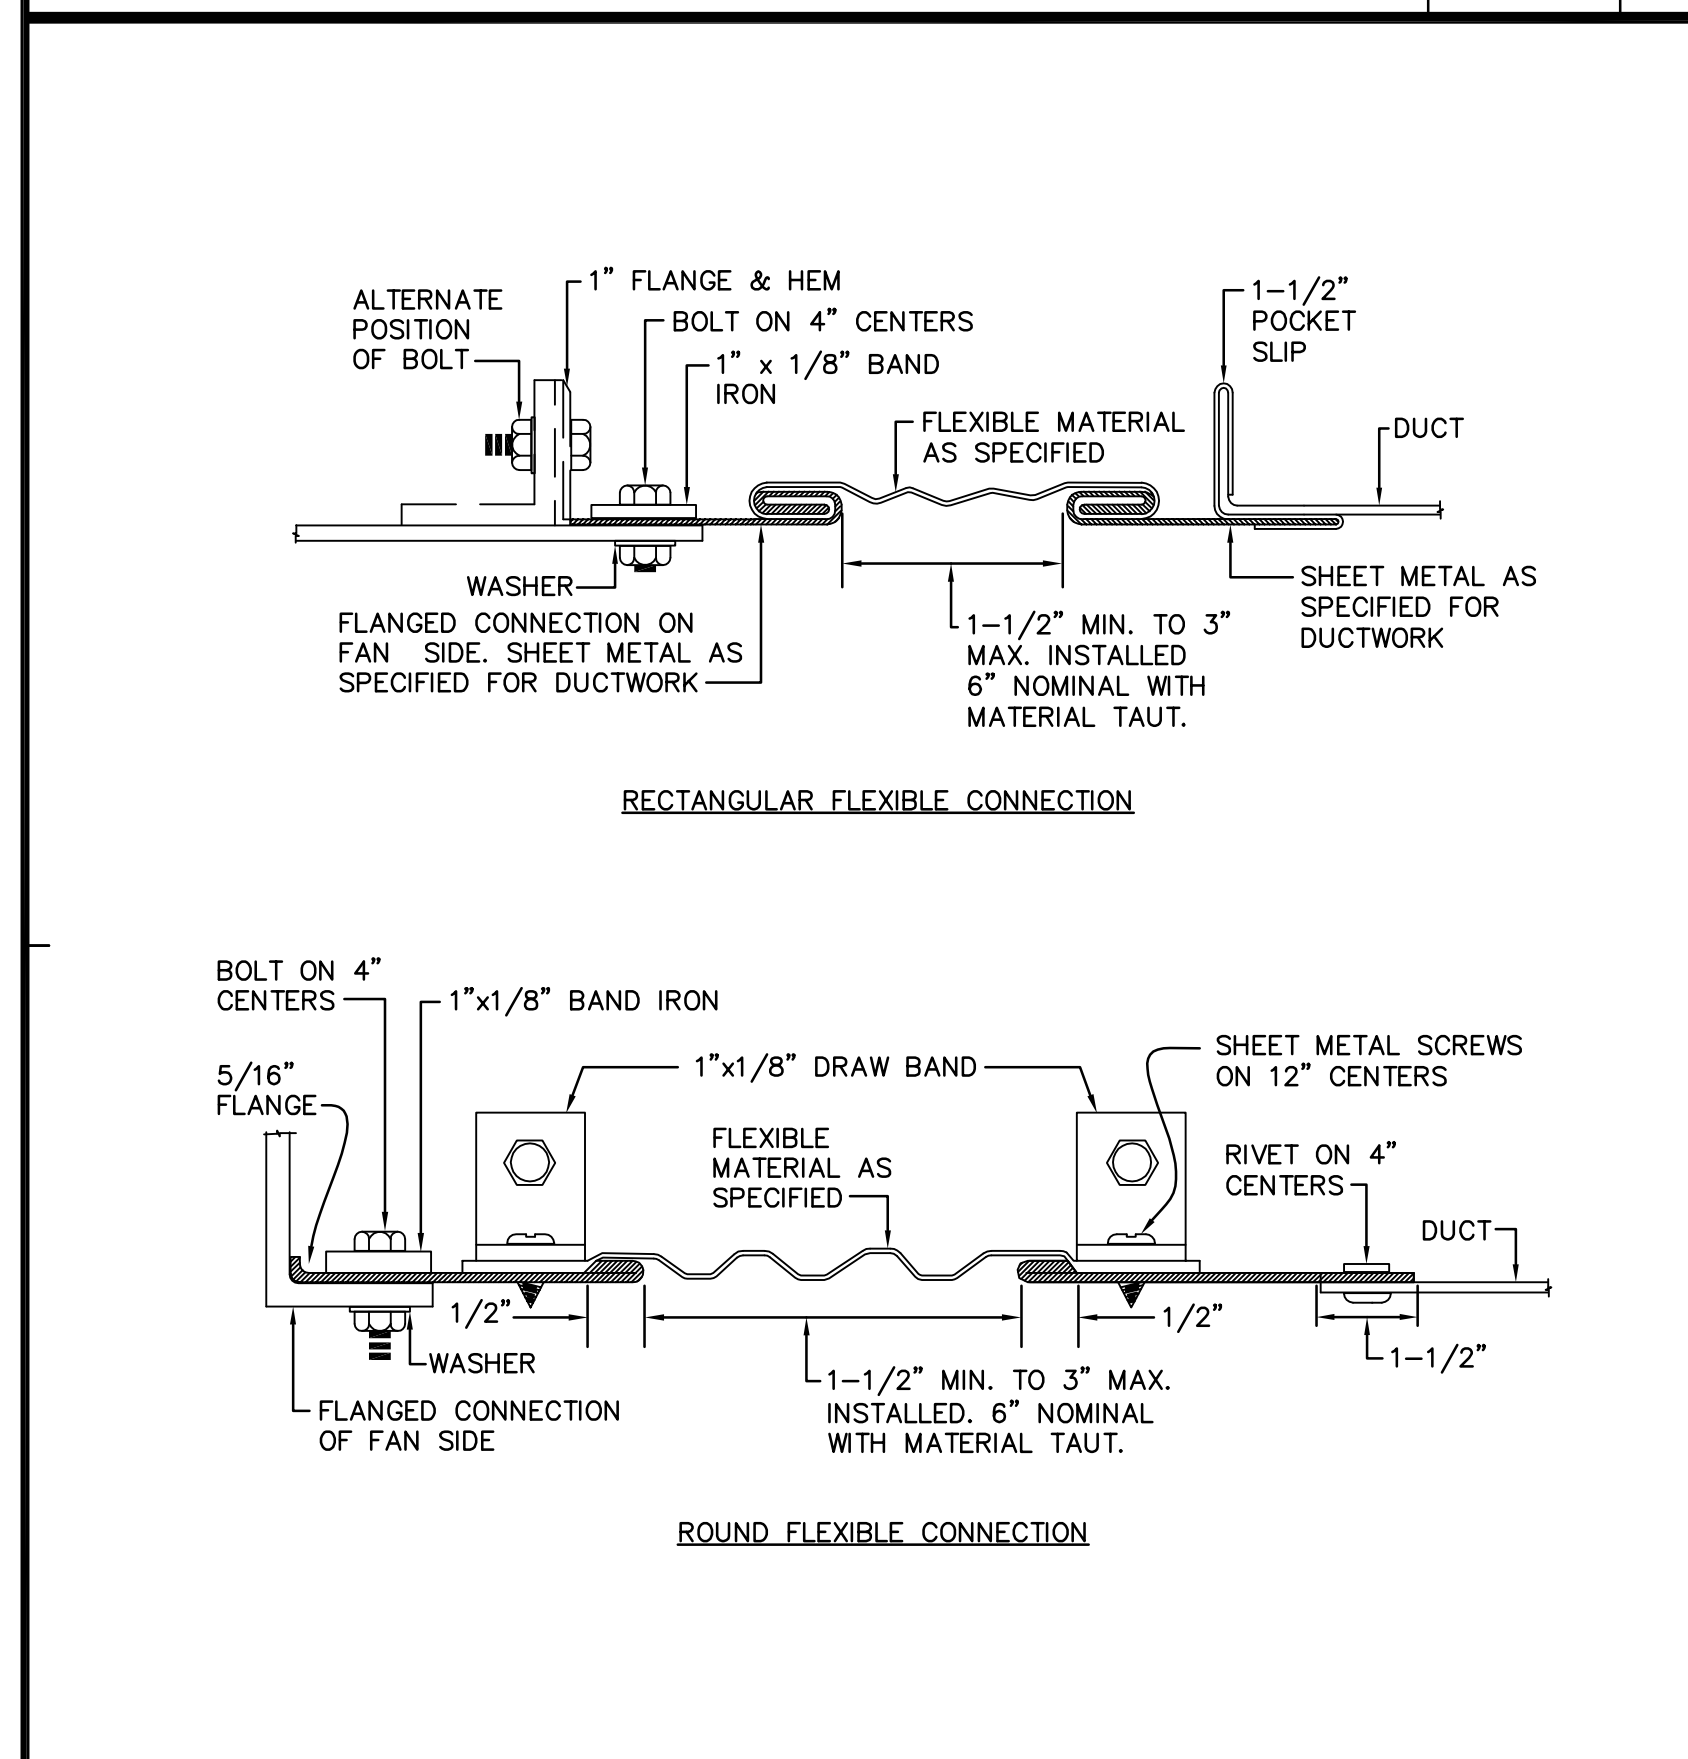 1” FLANGE & HEM
ALTERNATE
POSITION
OF BOLT
BOLT ON 4” CENTERS
1” x 1/8” BAND
IRON
FLEXIBLE MATERIAL
AS SPECIFIED
1-1/2”
POCKET
SLIP
DUCT
WASHER
FLANGED CONNECTION ON
FAN SIDE. SHEET METAL AS
SPECIFIED FOR DUCTWORK
1-1/2” MIN. TO 3”
MAX. INSTALLED
6” NOMINAL WITH
MATERIAL TAUT.
SHEET METAL AS
SPECIFIED FOR
DUCTWORK
RECTANGULAR FLEXIBLE CONNECTION
BOLT ON 4”
CENTERS
1”x1/8” BAND IRON
5/16”
FLANGE
1”x1/8” DRAW BAND
SHEET METAL SCREWS
ON 12” CENTERS
FLEXIBLE
MATERIAL AS
SPECIFIED
RIVET ON 4”
CENTERS
DUCT
1/2”
1/2”
1-1/2”
WASHER
FLANGED CONNECTION
OF FAN SIDE
1-1/2” MIN. TO 3” MAX.
INSTALLED. 6” NOMINAL
WITH MATERIAL TAUT.
ROUND FLEXIBLE CONNECTION